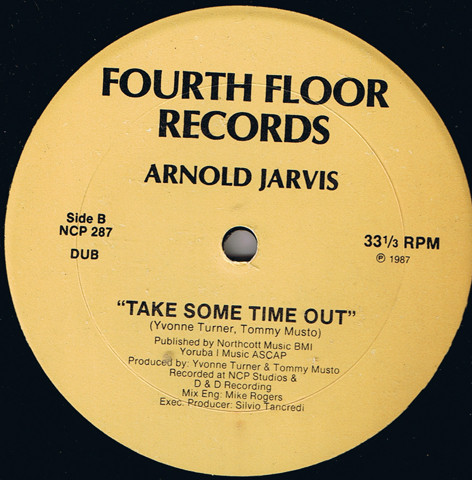 FOURTH FLOOR
RECORDS
ARNOLD JARVIS
Side B
NCP 287
DUB
33 1/3 RPM
℗ 1987
“TAKE SOME TIME OUT”
(Yvonne Turner, Tommy Musto)
Published by Northcott Music BMI
Yoruba I Music ASCAP
Produced by: Yvonne Turner & Tommy Musto
Recorded at NCP Studios &
D & D Recording
Mix Eng: Mike Rogers
Exec. Producer: Silvio Tancredi